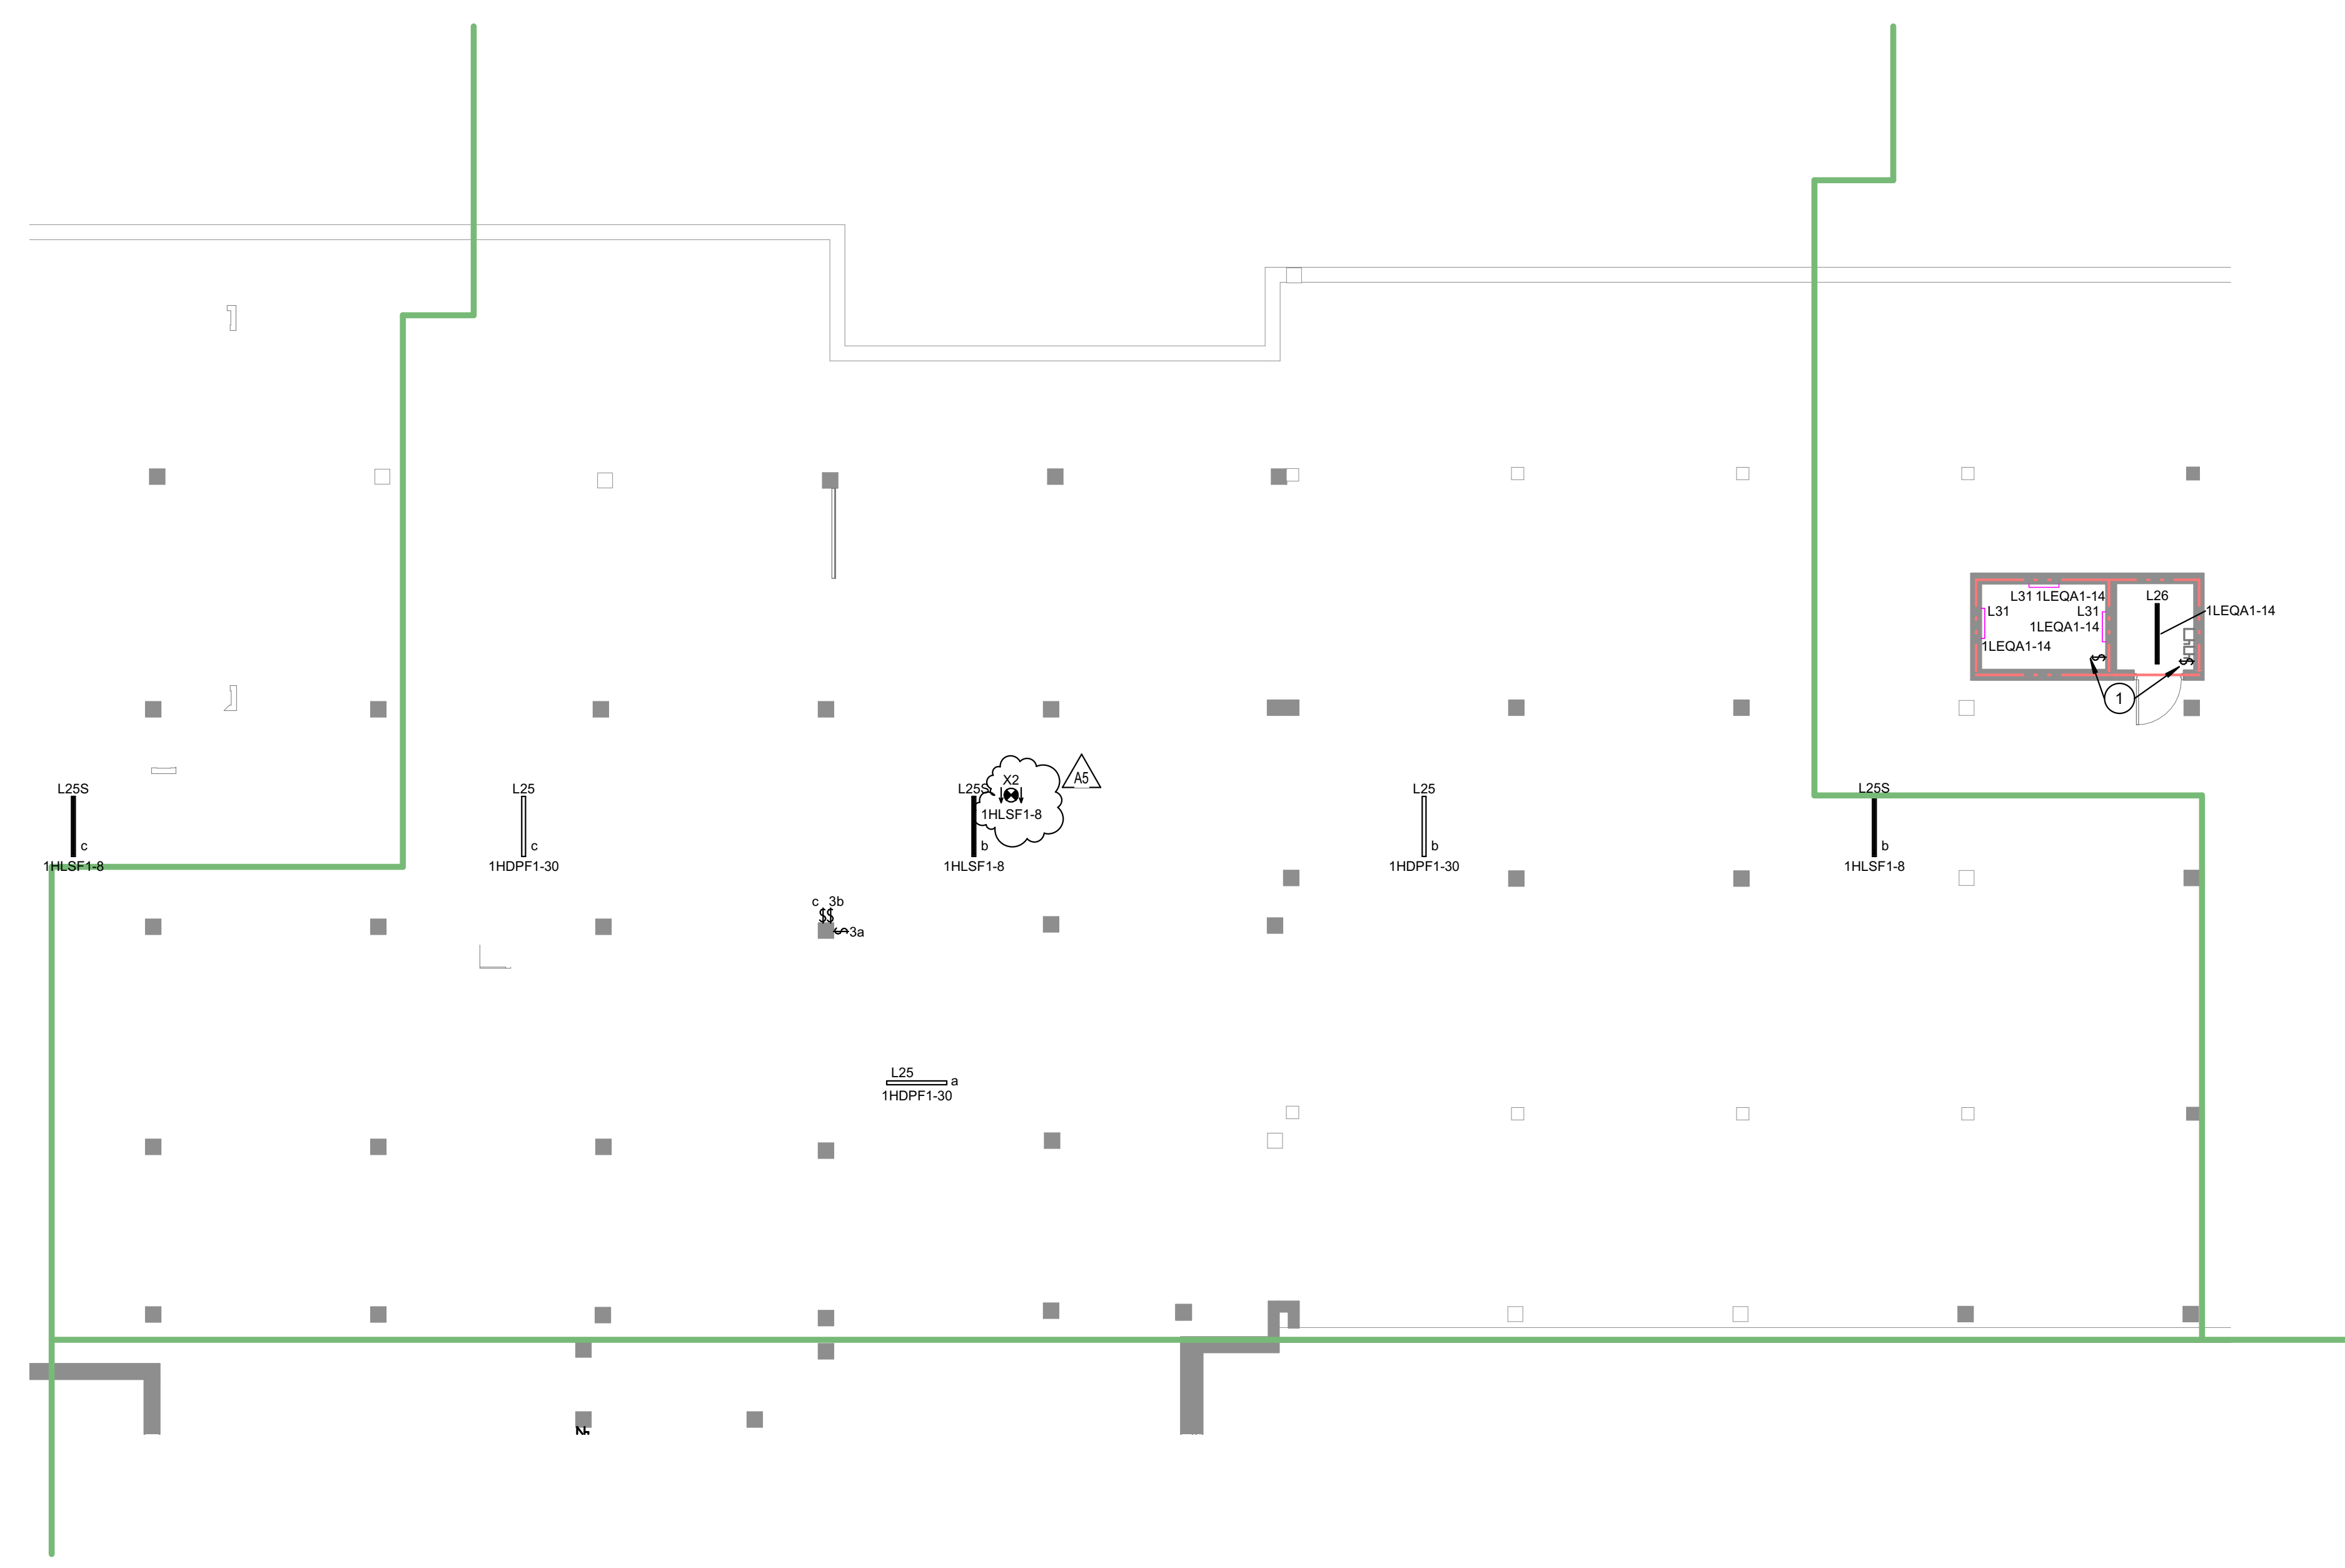 L31 1LEQA1-14
L31
L31
1LEQA1-14
1LEQA1-14
L26
1LEQA1-14
1
L25S
c
1HLSF1-8
L25
c
1HDPF1-30
L25S
b
1HLSF1-8
X2
1HLSF1-8
A5
L25
b
1HDPF1-30
L25S
b
1HLSF1-8
c 3b
$$
$3a
L25
a
1HDPF1-30